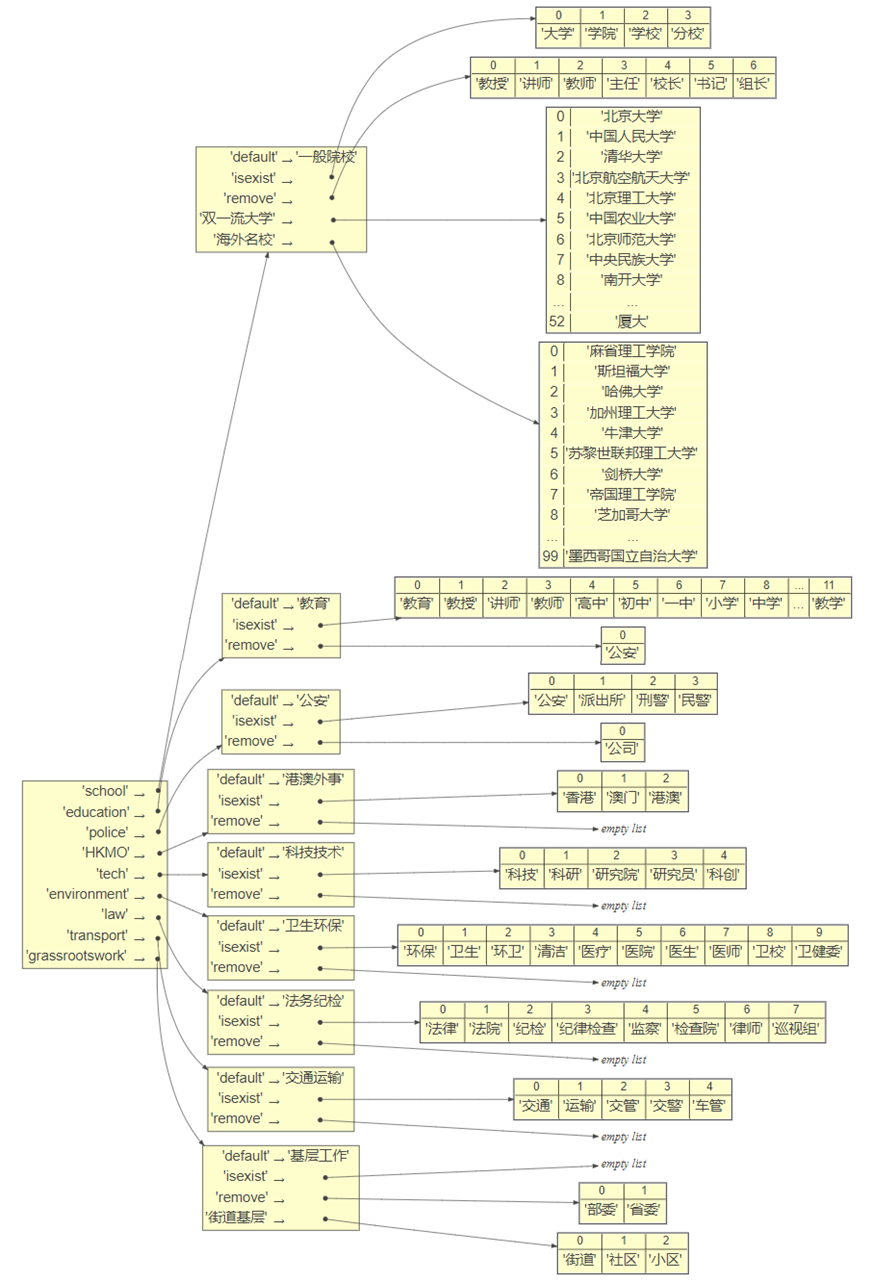 0 1 2 3
'大学' '学院' '学校' '分校'
0 1 2 3 4 5 6
'教授' '讲师' '教师' '主任' '校长' '书记' '组长'
0 '北京大学'
1 '中国人民大学'
2 '清华大学'
3 '北京航空航天大学'
4 '北京理工大学'
5 '中国农业大学'
6 '北京师范大学'
7 '中央民族大学'
8 '南开大学'
... ...
52 '厦大'
'default' → '一般院校'
'isexist' →
'remove' →
'双一流大学' →
'海外名校' →
0 '麻省理工学院'
1 '斯坦福大学'
2 '哈佛大学'
3 '加州理工大学'
4 '牛津大学'
5 '苏黎世联邦理工大学'
6 '剑桥大学'
7 '帝国理工学院'
8 '芝加哥大学'
... ...
99 '墨西哥国立自治大学'
0 1 2 3 4 5 6 7 8 ... 11
'教育' '教授' '讲师' '教师' '高中' '初中' '一中' '小学' '中学' ... '教学'
'default' → '教育'
'isexist' →
'remove' →
0
'公安'
0 1 2 3
'公安' '派出所' '刑警' '民警'
'default' → '公安'
'isexist' →
'remove' →
0
'公司'
'school' →
'education' →
'police' →
'HKMO' →
'tech' →
'environment' →
'law' →
'transport' →
'grassrootswork' →
'default' → '港澳外事'
'isexist' →
'remove' →
0 1 2
'香港' '澳门' '港澳'
empty list
'default' → '科技技术'
'isexist' →
'remove' →
0 1 2 3 4
'科技' '科研' '研究院' '研究员' '科创'
empty list
'default' → '卫生环保'
'isexist' →
'remove' →
0 1 2 3 4 5 6 7 8 9
'环保' '卫生' '环卫' '清洁' '医疗' '医院' '医生' '医师' '卫校' '卫健委'
empty list
'default' → '法务纪检'
'isexist' →
'remove' →
0 1 2 3 4 5 6 7
'法律' '法院' '纪检' '纪律检查' '监察' '检查院' '律师' '巡视组'
empty list
'default' → '交通运输'
'isexist' →
'remove' →
0 1 2 3 4
'交通' '运输' '交管' '交警' '车管'
empty list
'default' → '基层工作'
'isexist' →
'remove' →
'街道基层' →
empty list
0 1
'部委' '省委'
0 1 2
'街道' '社区' '小区'